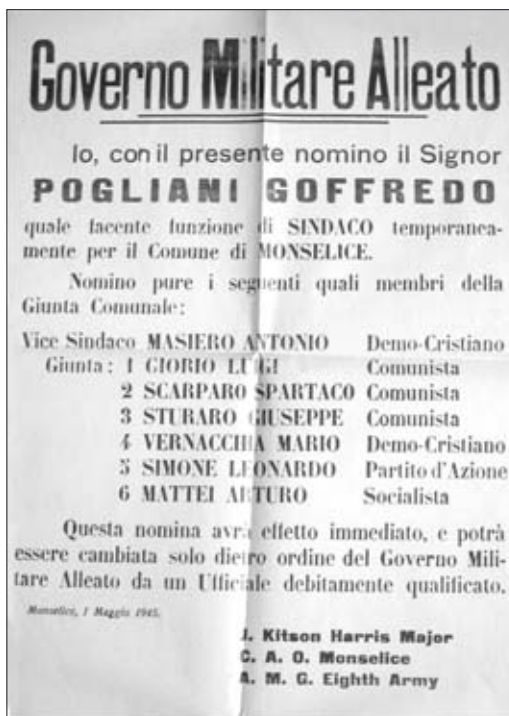 Governo Militare Alleato
Io, con il presente nomino il Signor
POGLIANI GOFFREDO
quale facente funzione di SINDACO temporanea-
mente per il Comune di MONSELICE.
Nomino pure i seguenti quali membri della
Giunta Comunale:
Vice Sindaco MASIERO ANTONIO Demo-Cristiano
Giunta: 1 GIORIO LUIGI Comunista
2 SCARPARO SPARTACO Comunista
3 STURARO GIUSEPPE Comunista
4 VERNACCHIA MARIO Demo-Cristiano
5 SIMONE LEONARDO Partito d'Azione
6 MATTEI ARTURO Socialista
Questa nomina avrà effetto immediato, e potrà
essere cambiata solo dietro ordine del Governo Mili-
tare Alleato da un Ufficiale debitamente qualificato.
Monselice, 1 Maggio 1945.
J. Kitson Harris Major
C. A. O. Monselice
A. M. G. Eighth Army